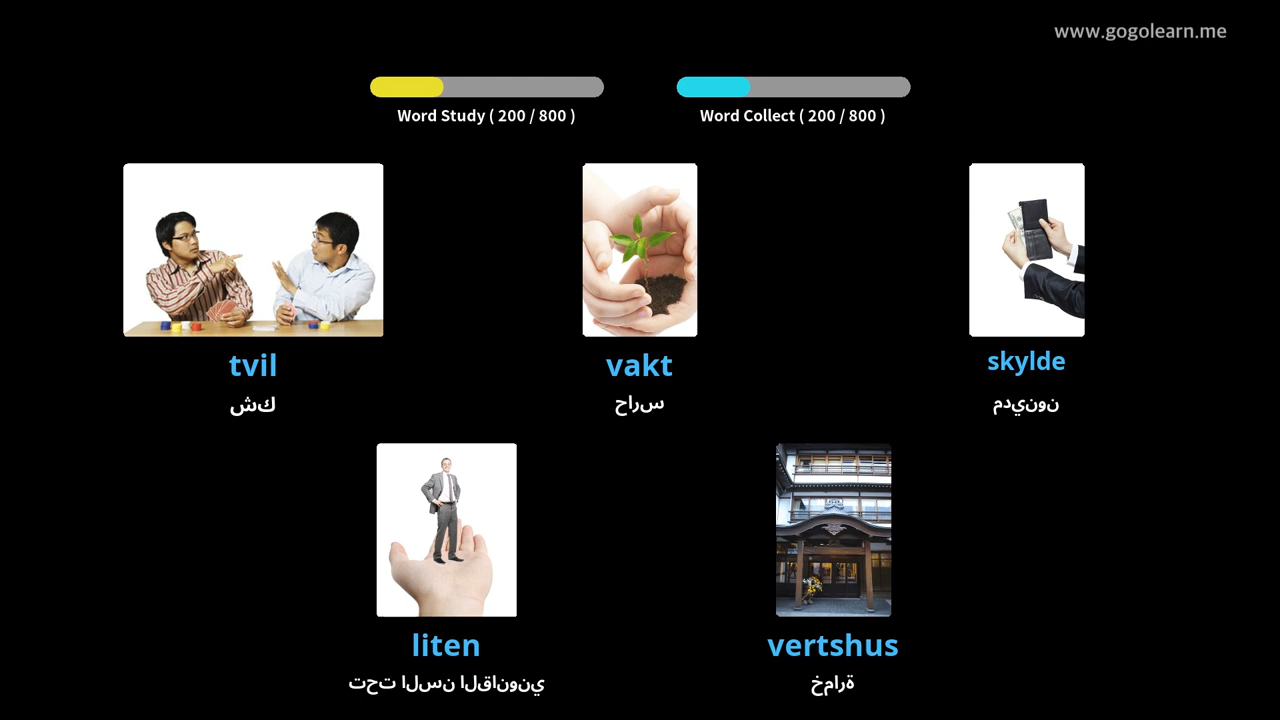 www.gogolearn.me
Word Study ( 200 / 800 )
Word Collect ( 200 / 800 )
tvil
شك
vakt
حارس
skylde
مدينون
liten
تحت السن القانوني
vertshus
خمارة